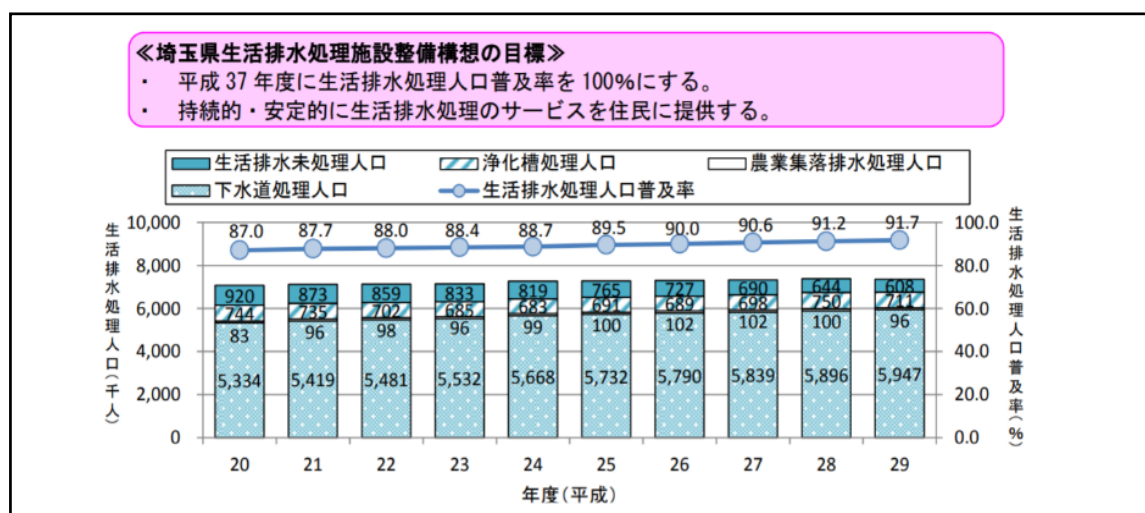 ≪埼玉県生活排水処理施設整備構想の目標≫
・ 平成 37 年度に生活排水処理人口普及率を 100％にする。
・ 持続的・安定的に生活排水処理のサービスを住民に提供する。
生活排水未処理人口 浄化槽処理人口 農業集落排水処理人口
下水道処理人口 生活排水処理人口普及率
生活排水処理人口（千人）
生活排水処理人口普及率（％）
10,000 100.0
8,000 80.0
6,000 60.0
4,000 40.0
2,000 20.0
0 0.0
87.0 87.7 88.0 88.4 88.7 89.5 90.0 90.6 91.2 91.7
920 873 859 833 819 765 727 690 644 608
744 735 702 685 683 691 689 698 750 711
83 96 98 96 99 100 102 102 100 96
5,334 5,419 5,481 5,532 5,668 5,732 5,790 5,839 5,896 5,947
20 21 22 23 24 25 26 27 28 29
年度（平成）